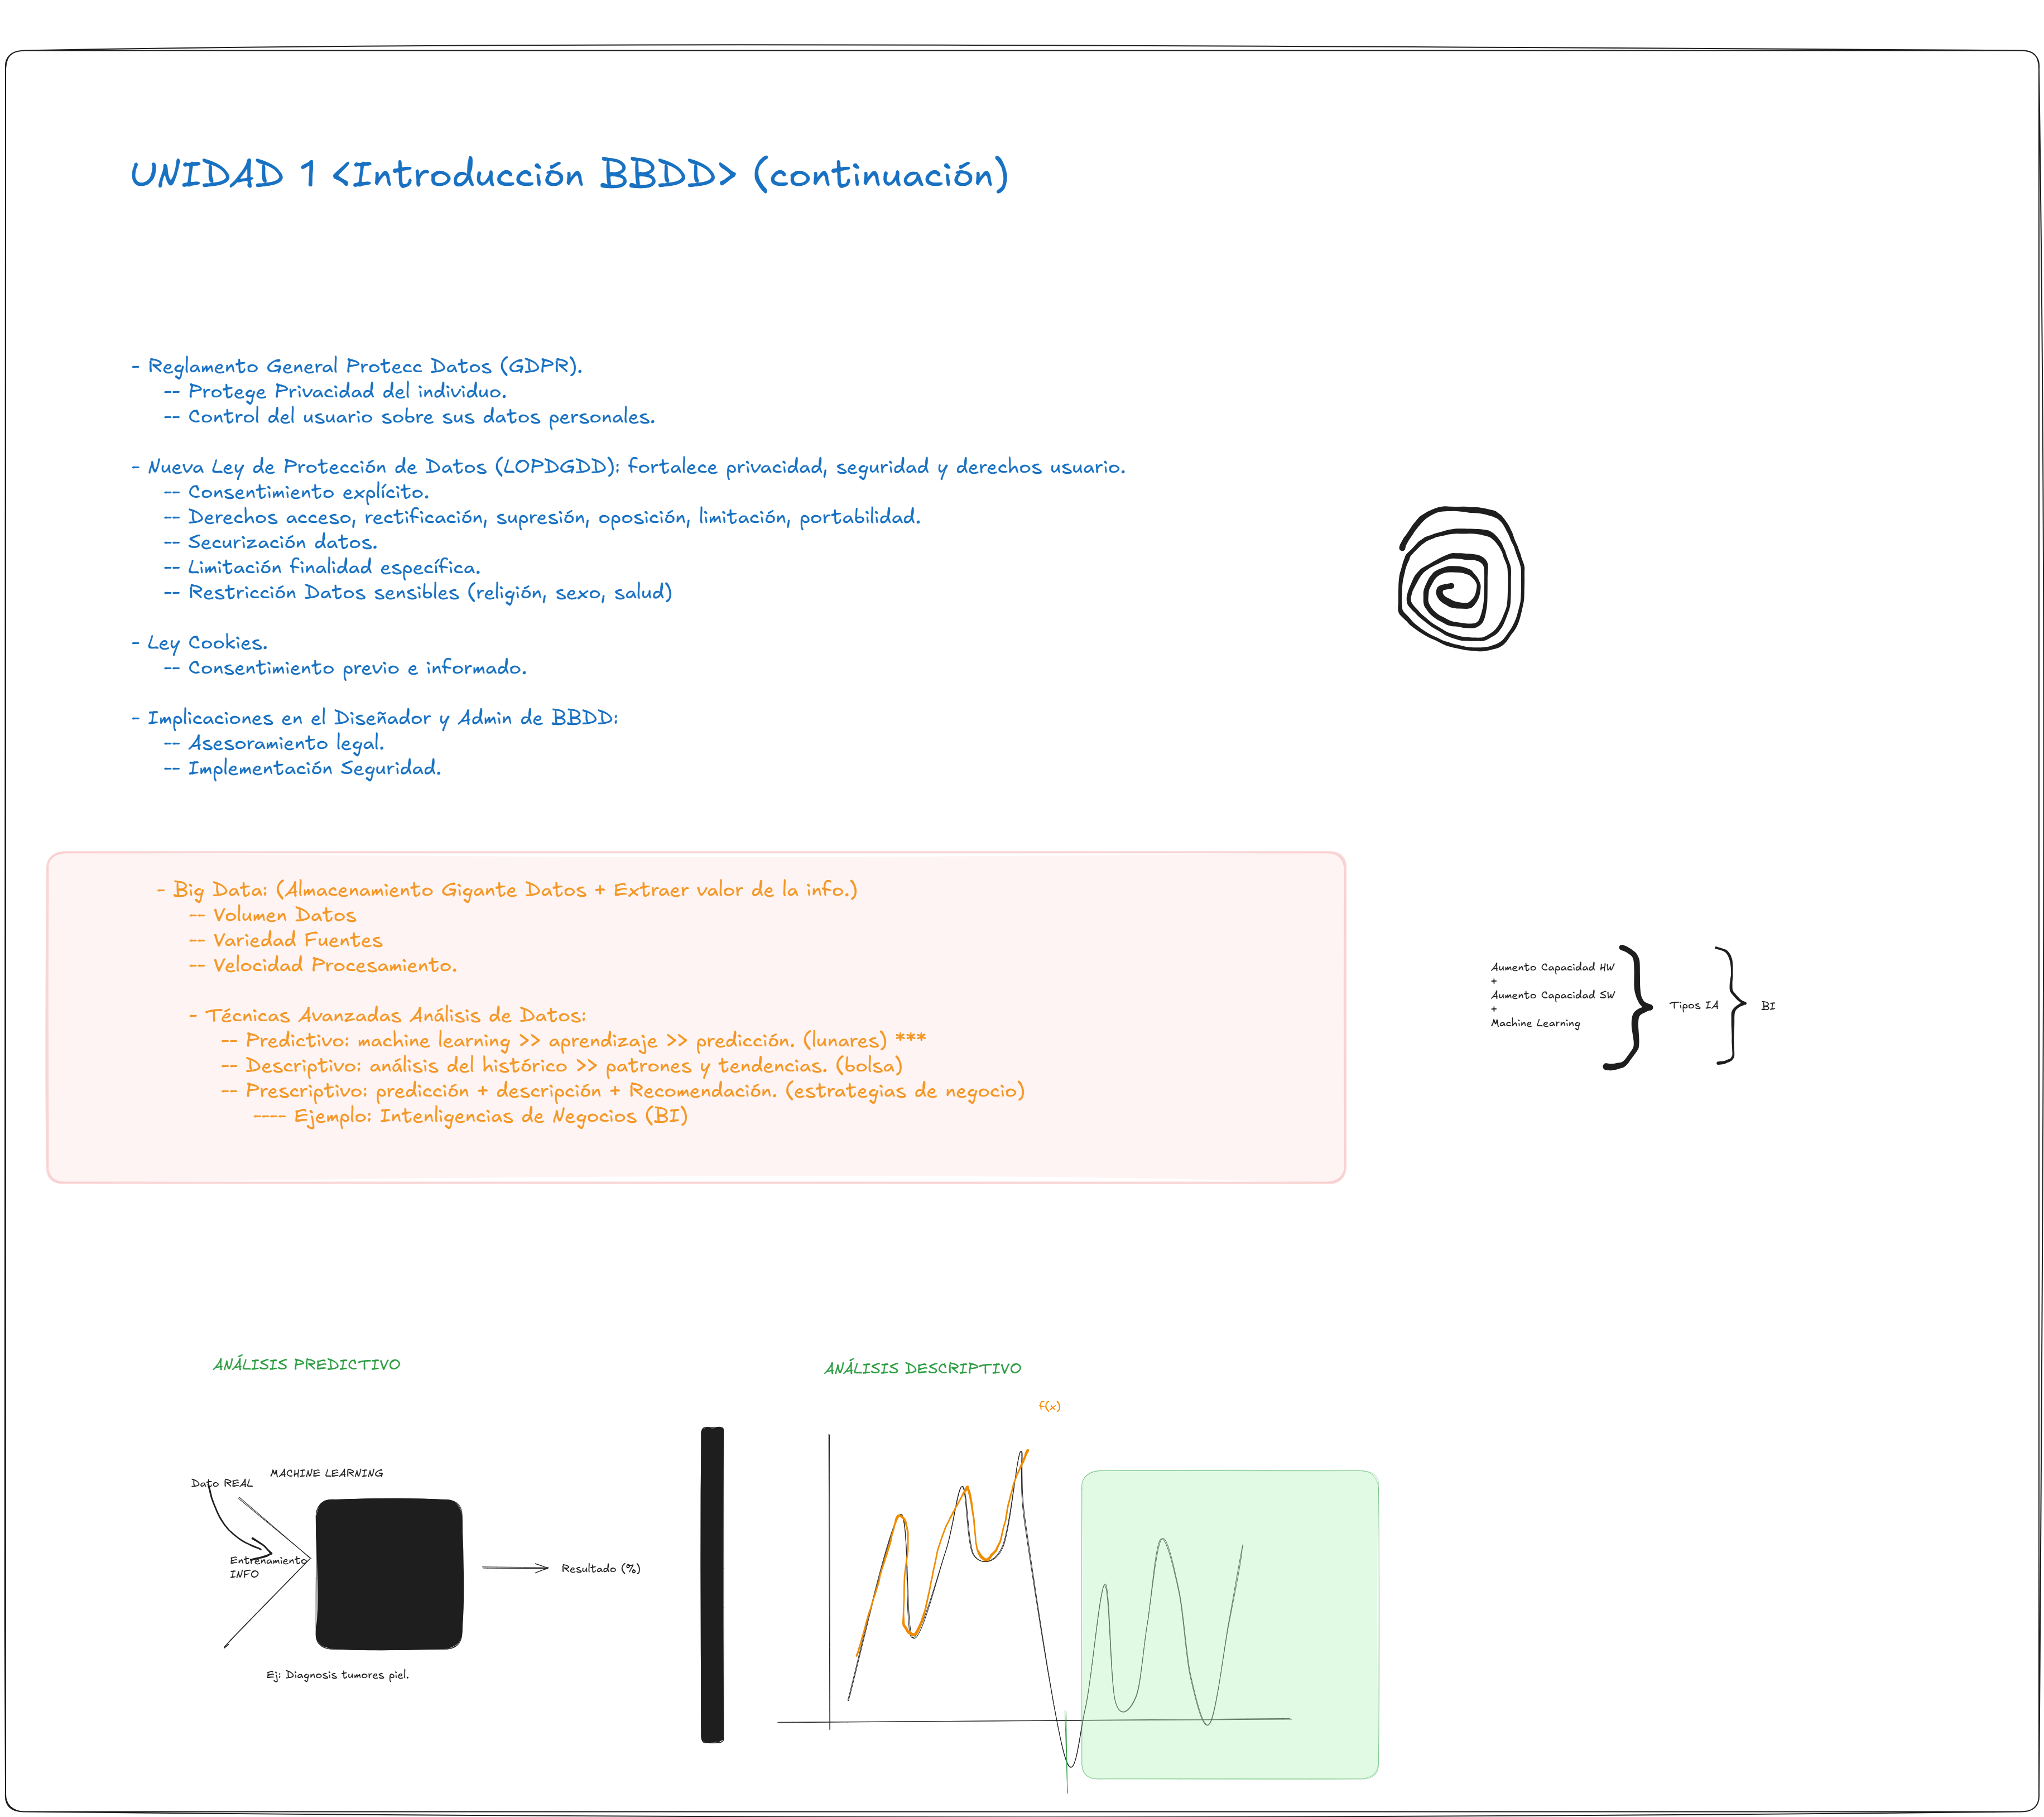 UNIDAD 1 <Introducción BBDD> (continuación)
- Reglamento General Protecc Datos (GDPR).
-- Protege Privacidad del individuo.
-- Control del usuario sobre sus datos personales.
- Nueva Ley de Protección de Datos (LOPDGDD): fortalece privacidad, seguridad y derechos usuario.
-- Consentimiento explícito.
-- Derechos acceso, rectificación, supresión, oposición, limitación, portabilidad.
-- Securización datos.
-- Limitación finalidad específica.
-- Restricción Datos sensibles (religión, sexo, salud)
- Ley Cookies.
-- Consentimiento previo e informado.
- Implicaciones en el Diseñador y Admin de BBDD:
-- Asesoramiento legal.
-- Implementación Seguridad.
- Big Data: (Almacenamiento Gigante Datos + Extraer valor de la info.)
-- Volumen Datos
-- Variedad Fuentes
-- Velocidad Procesamiento.
- Técnicas Avanzadas Análisis de Datos:
-- Predictivo: machine learning >> aprendizaje >> predicción. (lunares) ***
-- Descriptivo: análisis del histórico >> patrones y tendencias. (bolsa)
-- Prescriptivo: predicción + descripción + Recomendación. (estrategias de negocio)
---- Ejemplo: Intenligencias de Negocios (BI)
Aumento Capacidad HW
+
Aumento Capacidad SW
+
Machine Learning
Tipos IA
BI
ANÁLISIS PREDICTIVO
MACHINE LEARNING
Dato REAL
Entrenamiento
INFO
Resultado (%)
Ej: Diagnosis tumores piel.
ANÁLISIS DESCRIPTIVO
f(x)